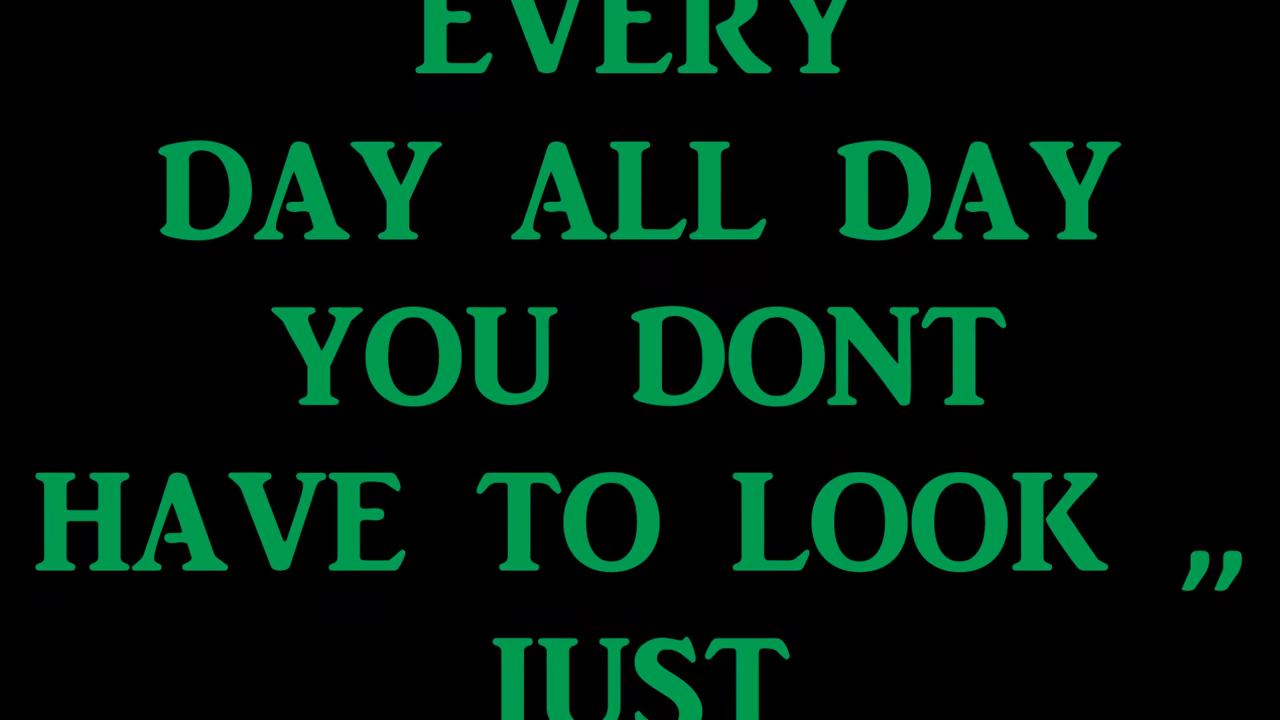 EVERY
DAY ALL DAY
YOU DONT
HAVE TO LOOK ,,
JUST